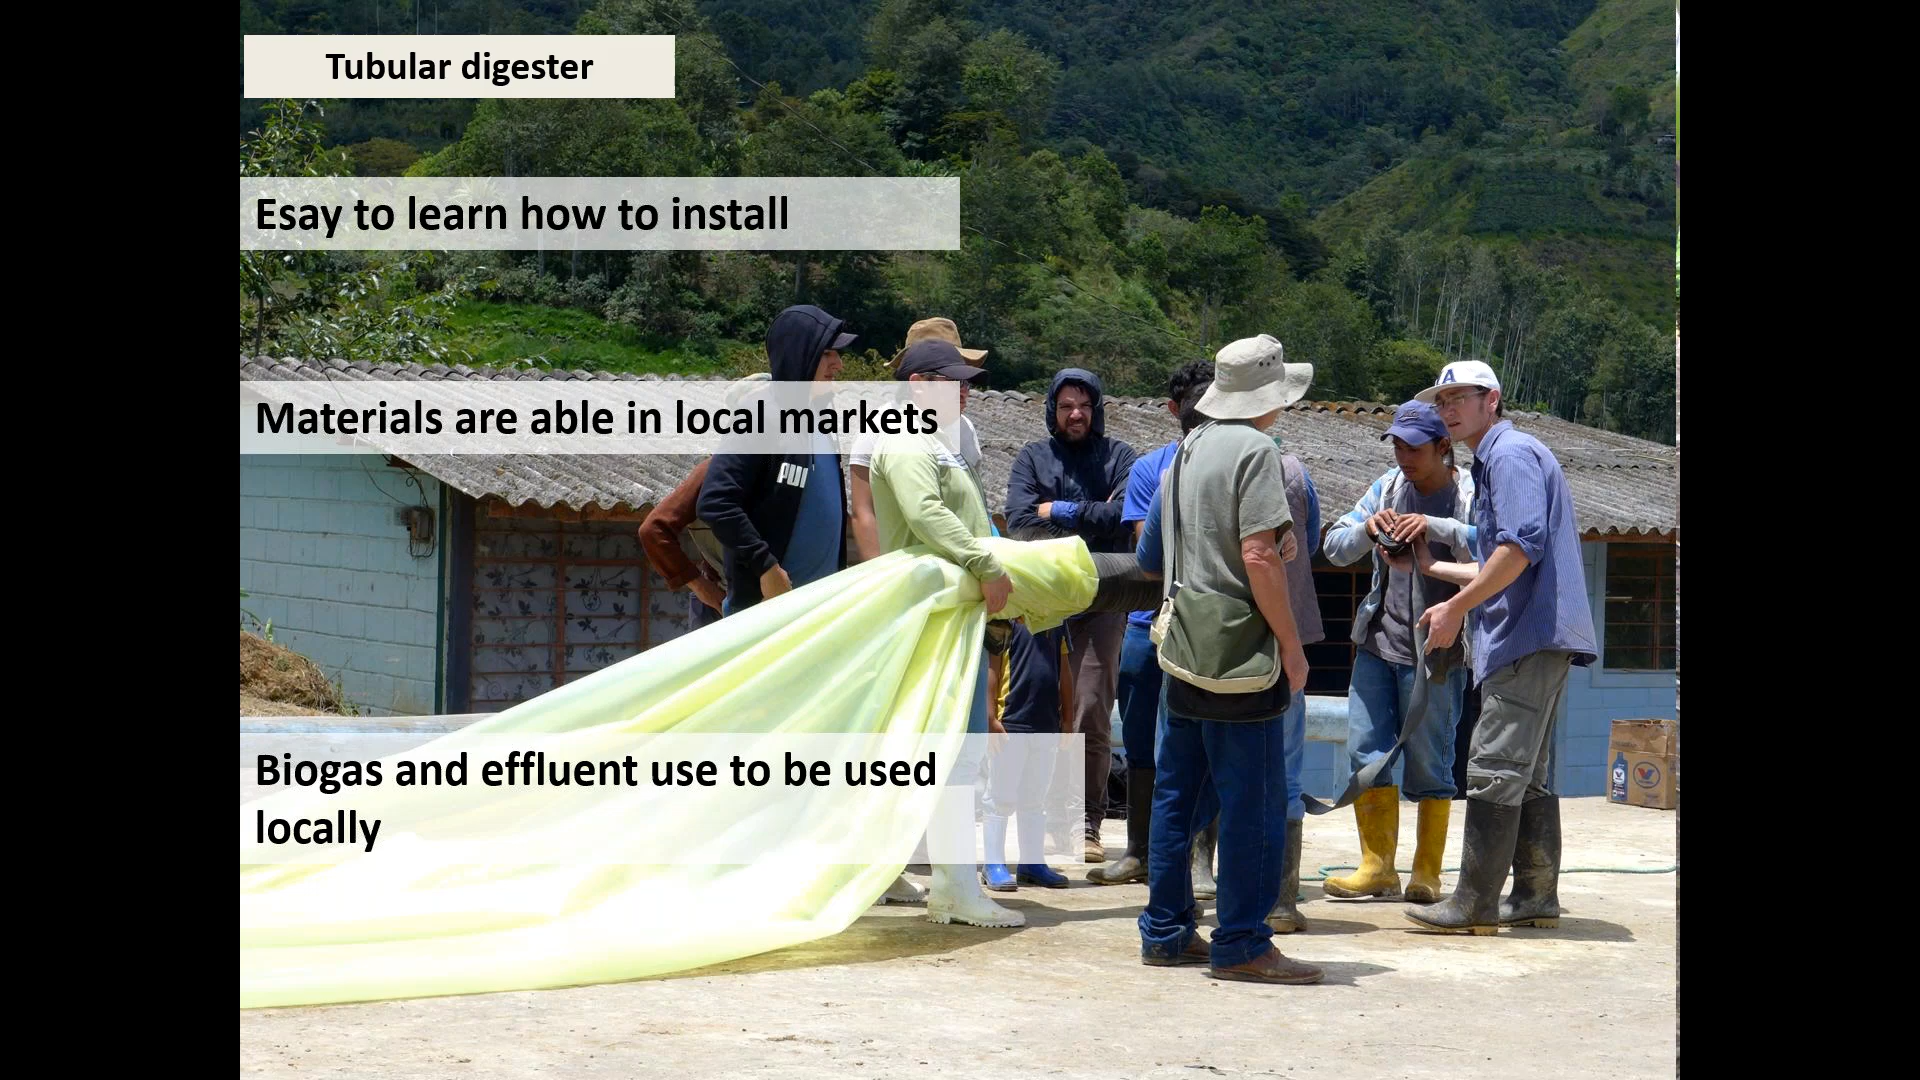 Tubular digester
Esay to learn how to install
Materials are able in local markets
PU
A
Biogas and effluent use to be used
locally